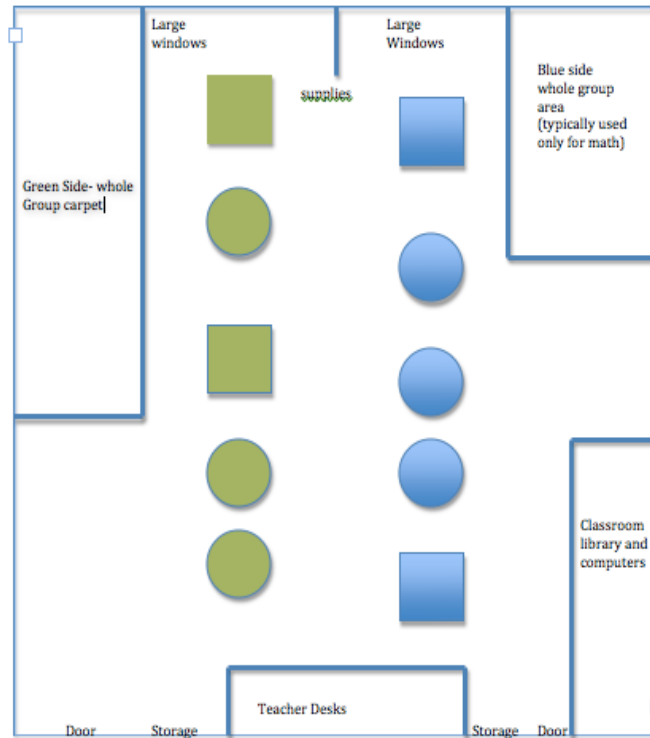 Large
windows
Large
Windows
supplies
Blue side
whole group
area
(typically used
only for math)
Green Side- whole
Group carpet
Classroom
library and
computers
Teacher Desks
Door
Storage
Storage
Door